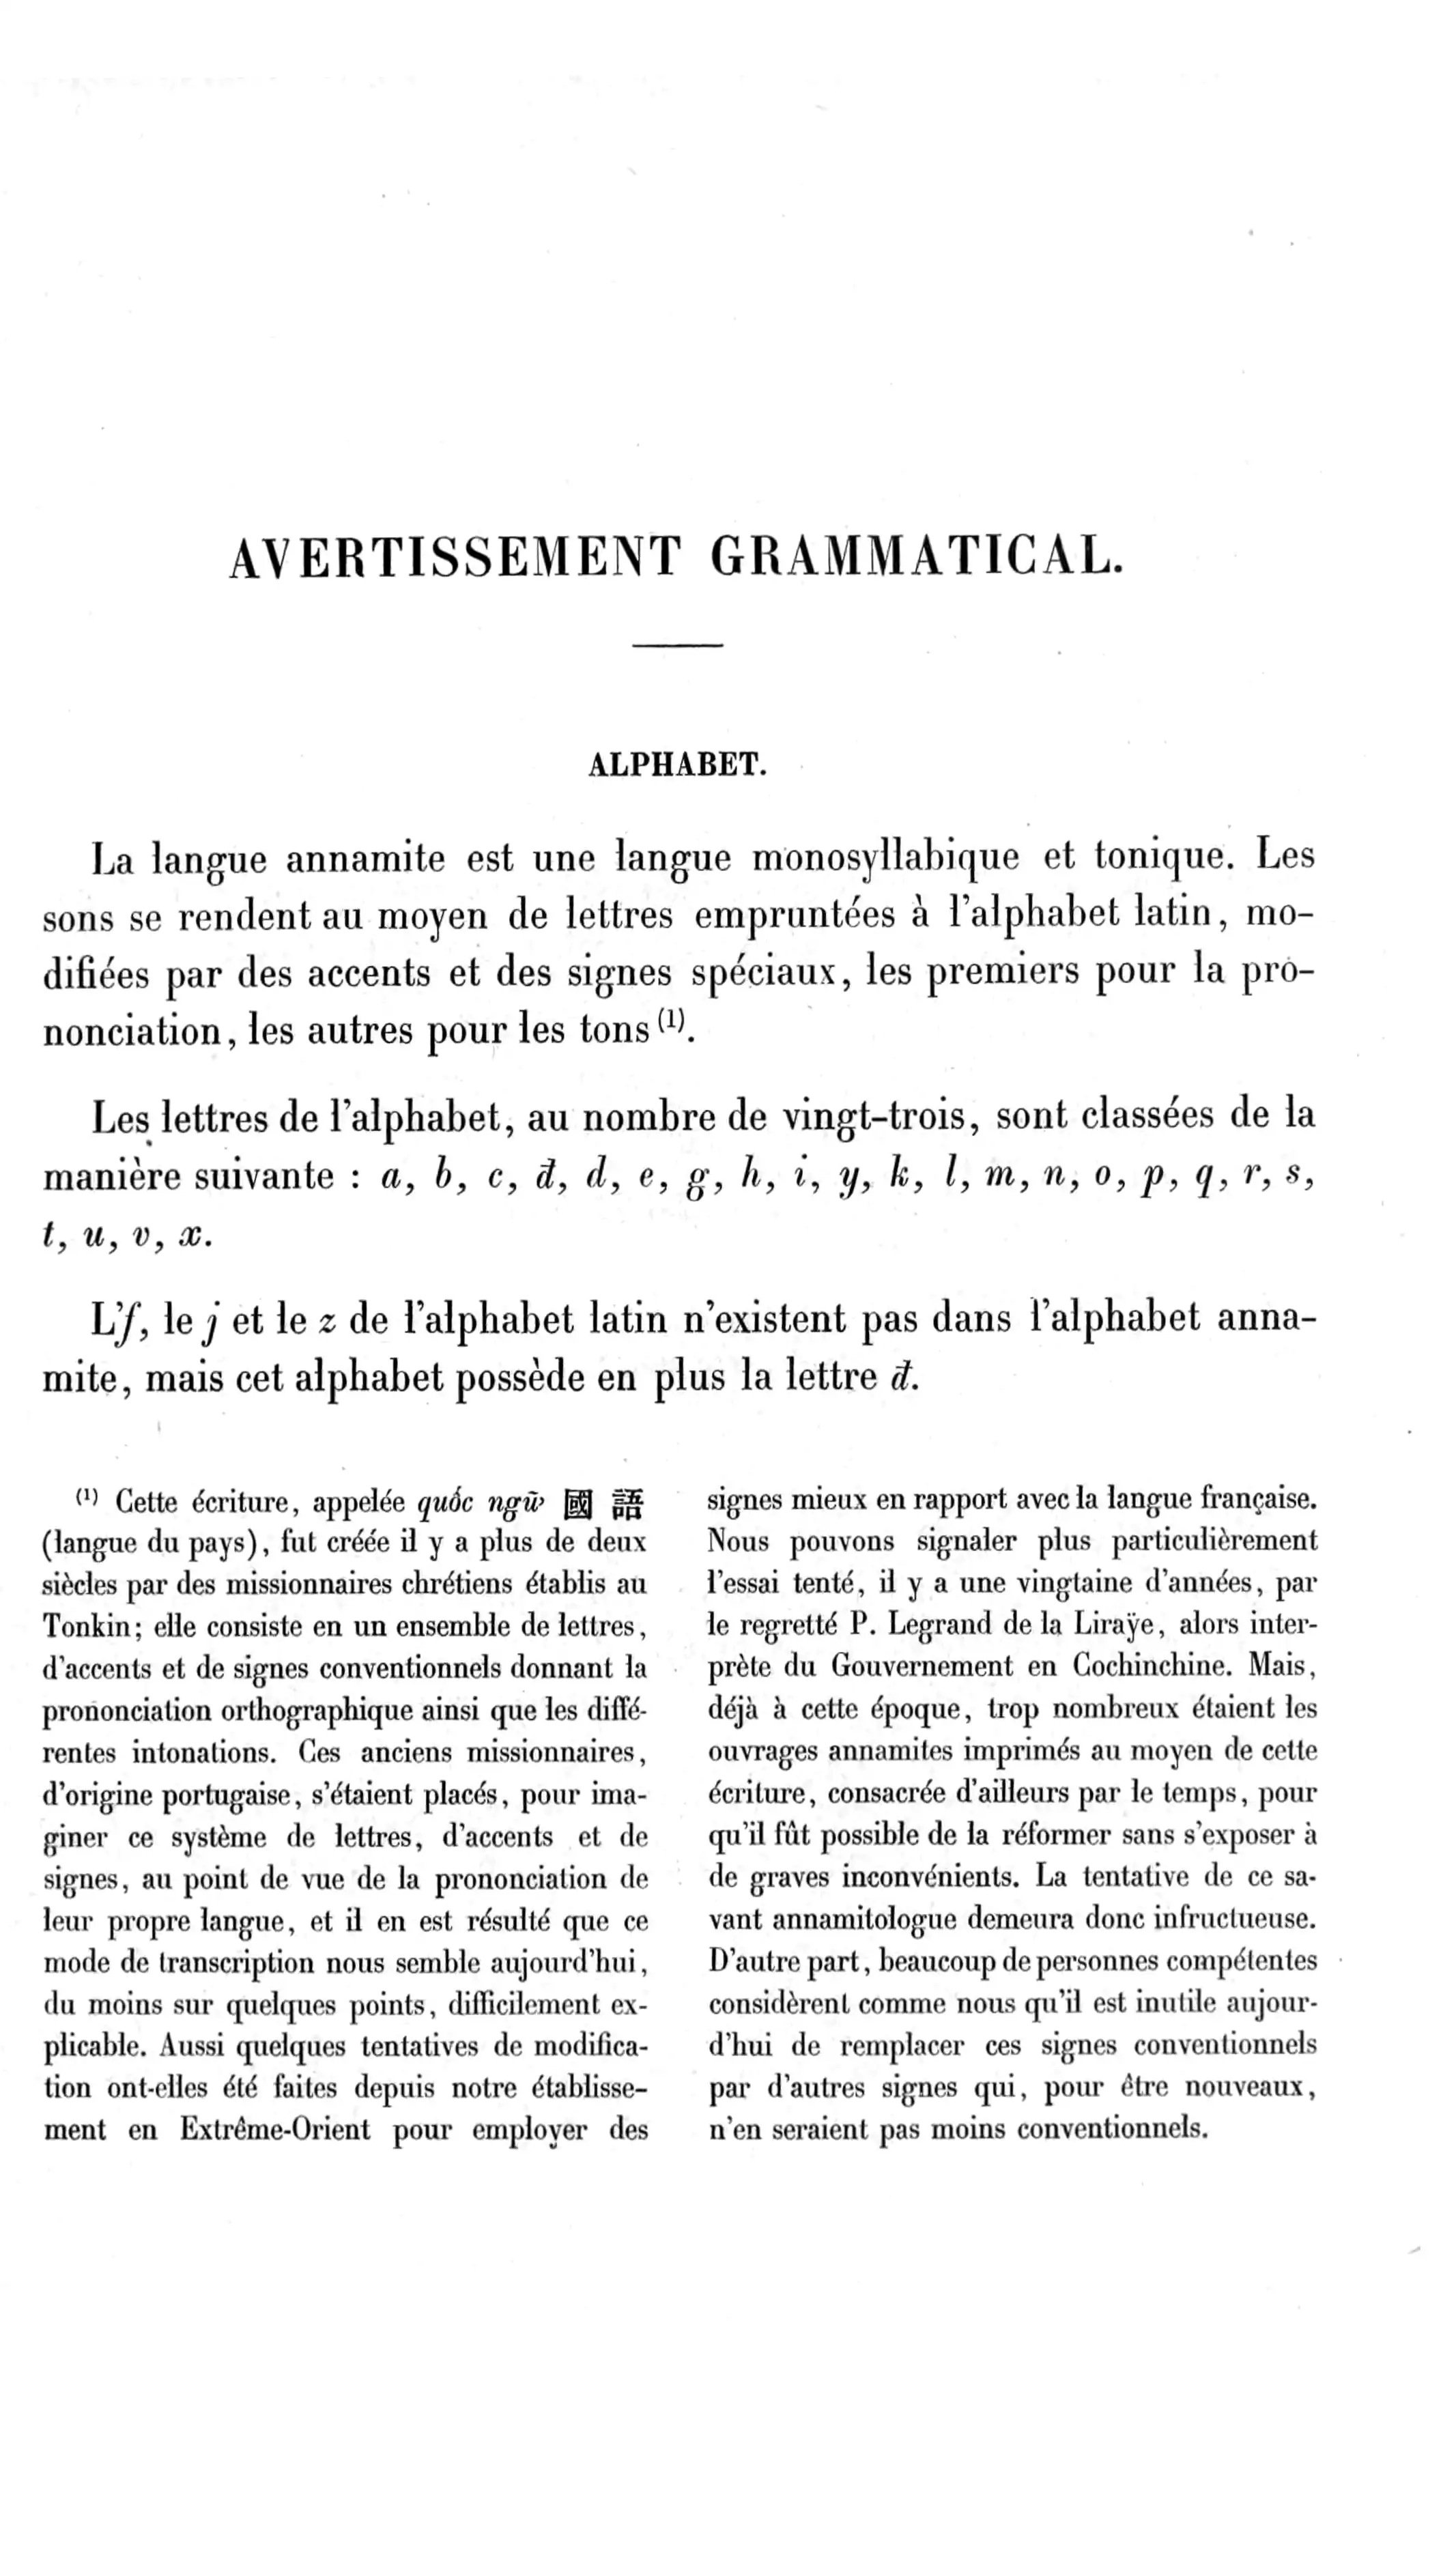 AVERTISSEMENT GRAMMATICAL.
ALPHABET.
La langue annamite est une langue monosyllabique et tonique. Les
sons se rendent au moyen de lettres empruntées à l'alphabet latin, mo-
difiées par des accents et des signes spéciaux, les premiers pour la pro-
nonciation, les autres pour les tons (1).
Les lettres de l'alphabet, au nombre de vingt-trois, sont classées de la
manière suivante : a, b, c, đ, d, e, g, h, i, y, k, l, m, n, o, p, q, r, s,
t, u, v, x.
L'f, le j et le z de l'alphabet latin n'existent pas dans l'alphabet anna-
mite, mais cet alphabet possède en plus la lettre đ.
(1) Cette écriture, appelée quốc ngữ 國 語
(langue du pays), fut créée il y a plus de deux
siècles par des missionnaires chrétiens établis au
Tonkin; elle consiste en un ensemble de lettres,
d'accents et de signes conventionnels donnant la
prononciation orthographique ainsi que les diffé-
rentes intonations. Ces anciens missionnaires,
d'origine portugaise, s'étaient placés, pour ima-
giner ce système de lettres, d'accents et de
signes, au point de vue de la prononciation de
leur propre langue, et il en est résulté que ce
mode de transcription nous semble aujourd'hui,
du moins sur quelques points, difficilement ex-
plicable. Aussi quelques tentatives de modifica-
tion ont-elles été faites depuis notre établisse-
ment en Extrême-Orient pour employer des
signes mieux en rapport avec la langue française.
Nous pouvons signaler plus particulièrement
l'essai tenté, il y a une vingtaine d'années, par
le regretté P. Legrand de la Liraÿe, alors inter-
prète du Gouvernement en Cochinchine. Mais,
déjà à cette époque, trop nombreux étaient les
ouvrages annamites imprimés au moyen de cette
écriture, consacrée d'ailleurs par le temps, pour
qu'il fût possible de la réformer sans s'exposer à
de graves inconvénients. La tentative de ce sa-
vant annamitologue demeura donc infructueuse.
D'autre part, beaucoup de personnes compétentes
considèrent comme nous qu'il est inutile aujour-
d'hui de remplacer ces signes conventionnels
par d'autres signes qui, pour être nouveaux,
n'en seraient pas moins conventionnels.